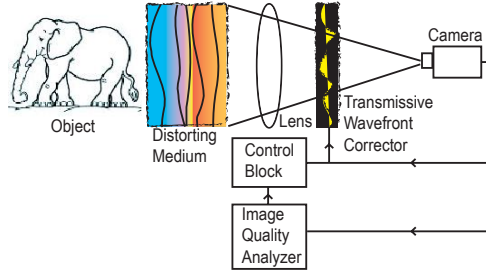 Camera
Object
Distorting
Medium
Lens
Transmissive
Wavefront
Corrector
Control
Block
Image
Quality
Analyzer